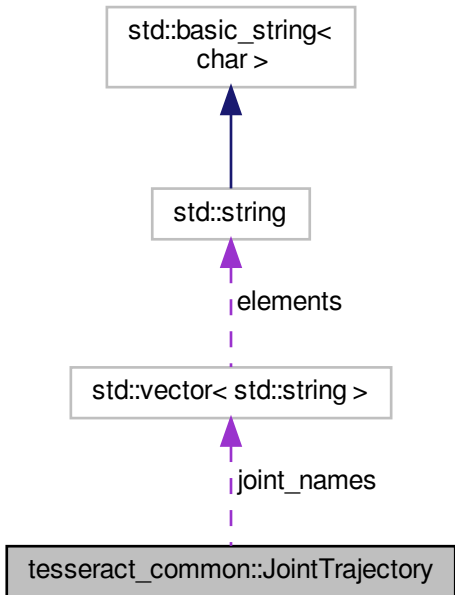 std::basic_string<
char >
std::string
elements
std::vector< std::string >
joint_names
tesseract_common::JointTrajectory